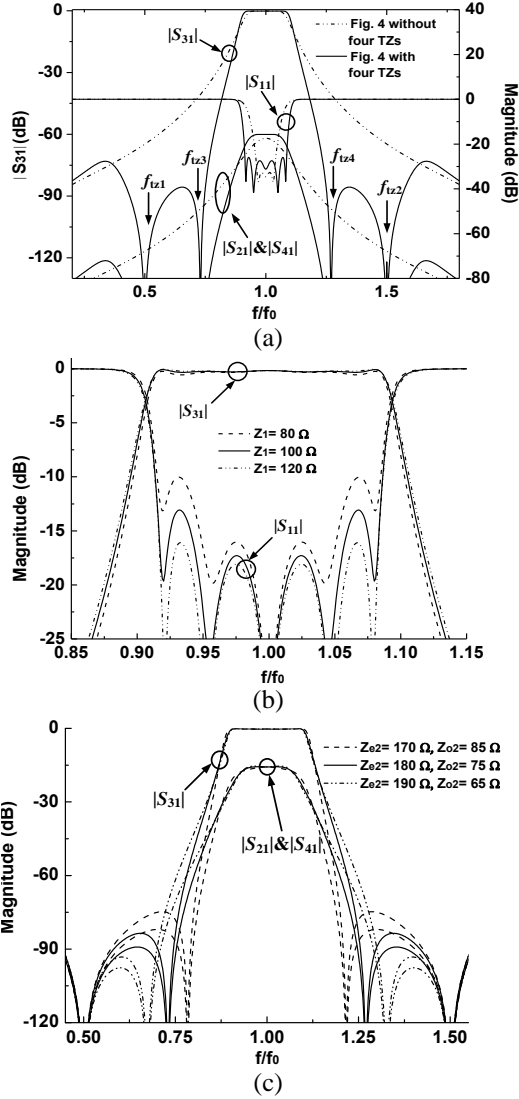 0
-30
-60
-90
-120
|S31|(dB)
40
20
0
-20
-40
-60
-80
Magnitude (dB)
Fig. 4 without
four TZs
Fig. 4 with
four TZs
|S31|
|S11|
ftz1
ftz3
ftz4
ftz2
|S21|&|S41|
0.5
1.0
1.5
f/f0
(a)
0
-5
-10
-15
-20
-25
Magnitude (dB)
|S31|
Z1= 80 Ω
Z1= 100 Ω
Z1= 120 Ω
|S11|
0.85
0.90
0.95
1.00
1.05
1.10
1.15
f/f0
(b)
0
-30
-60
-90
-120
Magnitude (dB)
Ze2= 170 Ω, Zo2= 85 Ω
Ze2= 180 Ω, Zo2= 75 Ω
Ze2= 190 Ω, Zo2= 65 Ω
|S31|
|S21|&|S41|
0.50
0.75
1.00
1.25
1.50
f/f0
(c)